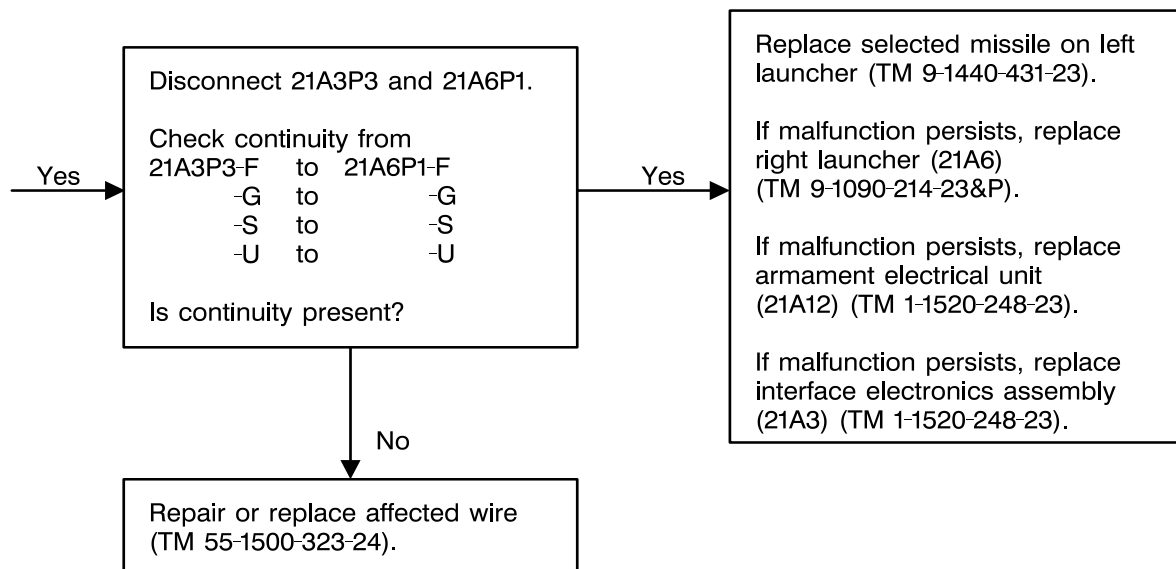 Yes
Disconnect 21A3P3 and 21A6P1.
Check continuity from
21A3P3-F to 21A6P1-F
-G to -G
-S to -S
-U to -U
Is continuity present?
Yes
Replace selected missile on left
launcher (TM 9-1440-431-23).
If malfunction persists, replace
right launcher (21A6)
(TM 9-1090-214-23&P).
If malfunction persists, replace
armament electrical unit
(21A12) (TM 1-1520-248-23).
If malfunction persists, replace
interface electronics assembly
(21A3) (TM 1-1520-248-23).
No
Repair or replace affected wire
(TM 55-1500-323-24).